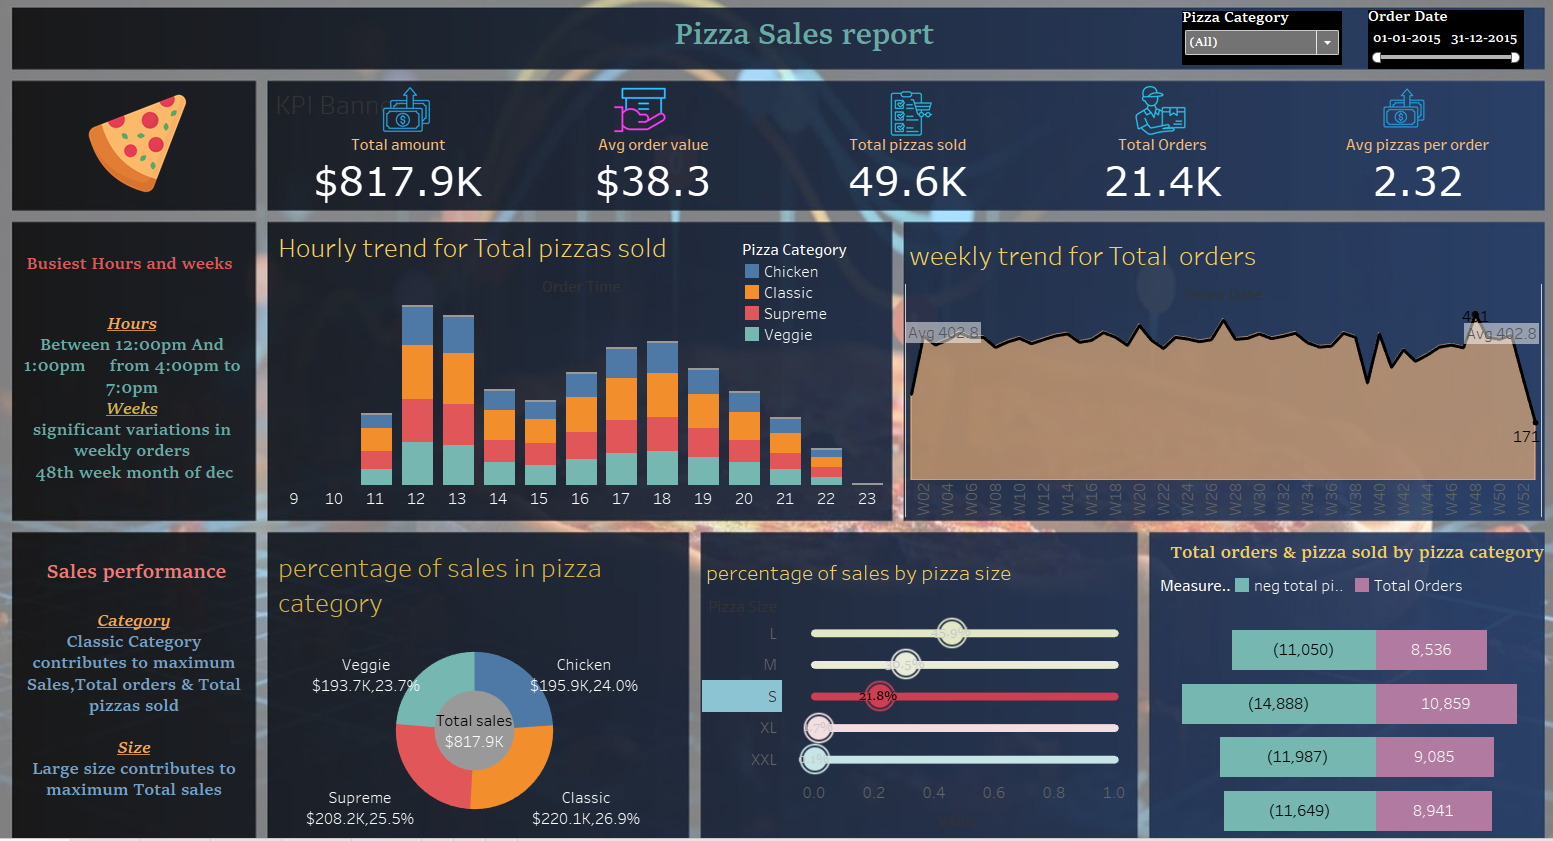 Pizza Sales report
Pizza Category
(All)
Order Date
01-01-2015 31-12-2015
KPI Bann
Total amount
$817.9K
Avg order value
$38.3
Total pizzas sold
49.6K
Total Orders
21.4K
Avg pizzas per order
2.32
Busiest Hours and weeks
Hours
Between 12:00pm And
1:00pm from 4:00pm to
7:0pm
Weeks
significant variations in
weekly orders
48th week month of dec
Hourly trend for Total pizzas sold
Order Time
Pizza Category
Chicken
Classic
Supreme
Veggie
9 10 11 12 13 14 15 16 17 18 19 20 21 22 23
weekly trend for Total orders
Avg 402.8
Avg 402.8
171
W02 W04 W06 W08 W10 W12 W14 W16 W18 W20 W22 W24 W26 W28 W30 W32 W34 W36 W38 W40 W42 W44 W46 W48 W50 W52
Sales performance
Category
Classic Category
contributes to maximum
Sales,Total orders & Total
pizzas sold
Size
Large size contributes to
maximum Total sales
percentage of sales in pizza
category
Veggie
$193.7K,23.7%
Chicken
$195.9K,24.0%
Total sales
$817.9K
Supreme
$208.2K,25.5%
Classic
$220.1K,26.9%
percentage of sales by pizza size
Pizza Size
L
M
S
21.8%
XL
XXL
0.0 0.2 0.4 0.6 0.8 1.0
Total orders & pizza sold by pizza category
Measure.. neg total pi.. Total Orders
(11,050) 8,536
(14,888) 10,859
(11,987) 9,085
(11,649) 8,941